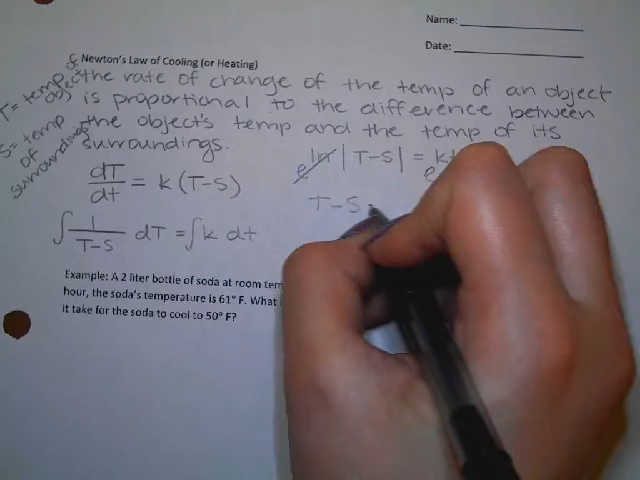 Name:
Date:
Newton's Law of Cooling (or Heating)
T = temp of object
S = temp of surroundings
the rate of change of the temp of an object
is proportional to the difference between
the object's temp and the temp of its
surroundings.
dT/dt = k (T-S)
∫ 1/(T-S) dT = ∫ k dt
e ln |T-S| = k
e
T-S
Example: A 2 liter bottle of soda at room
hour, the soda's temperature is 61° F. What
it take for the soda to cool to 50° F?